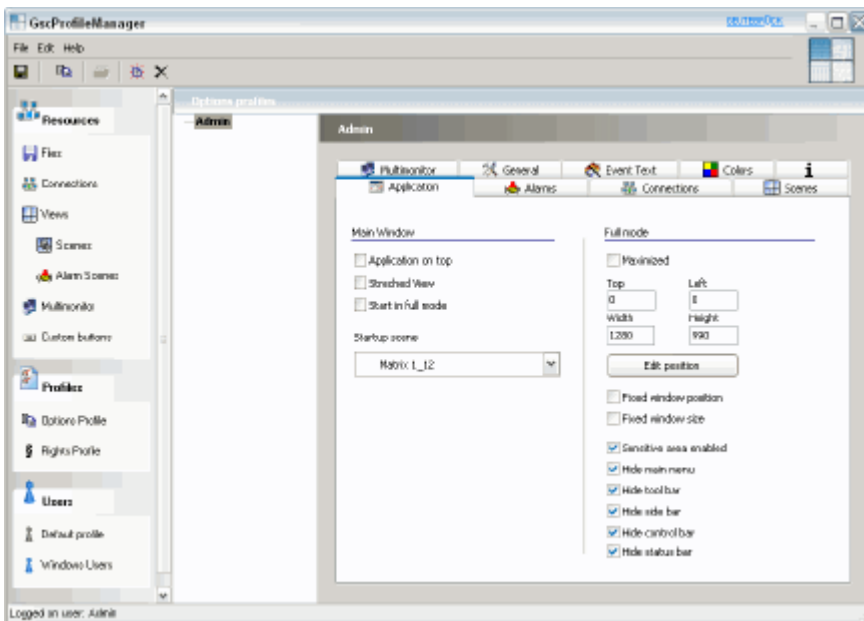 GscProfileManager
GEUTEBRÜCK
File Edit Help
Resources
Files
Connections
Views
Scenes
Alarm Scenes
Multimonitor
Custom buttons
Profiles
Options Profile
Rights Profile
Users
Default profile
Windows Users
Options profiles
Admin
Admin
Multimonitor General Event Text Colors i
Application Alarms Connections Scenes
Main Window
Application on top
Streched View
Start in full mode
Startup scene
Matrix 1_12
Full mode
Maximized
Top Left
0
Width Height
1280 990
Edit position
Fixed window position
Fixed window size
Sensitive area enabled
Hide main menu
Hide tool bar
Hide side bar
Hide control bar
Hide status bar
Logged on user: Admin